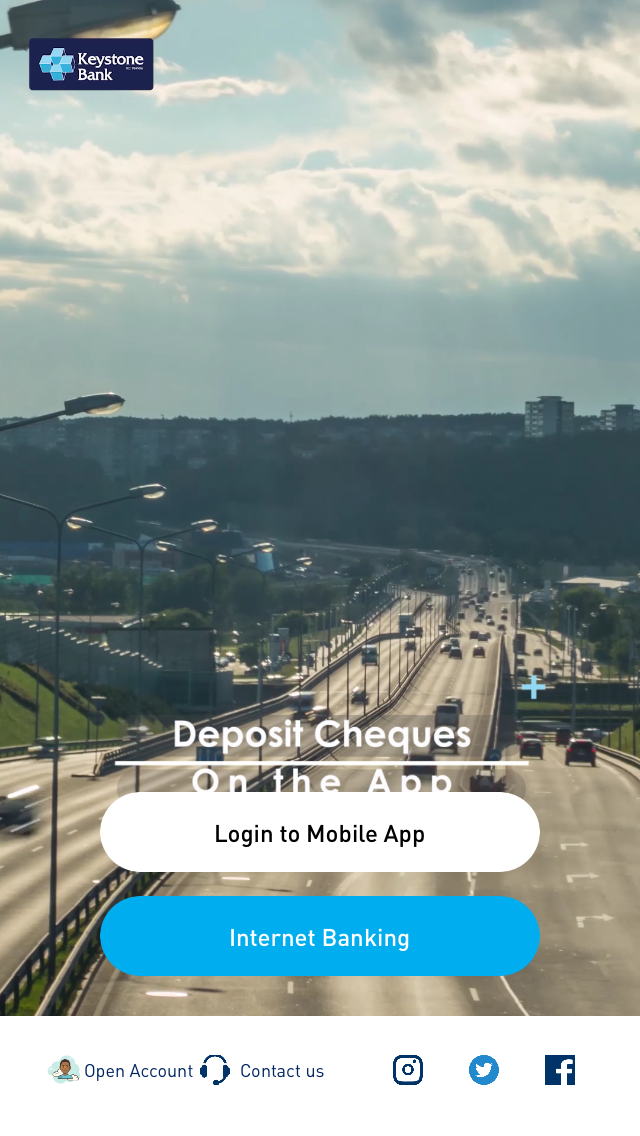 Keystone
Bank
Deposit Cheques
On the App
Login to Mobile App
Internet Banking
Open Account
Contact us